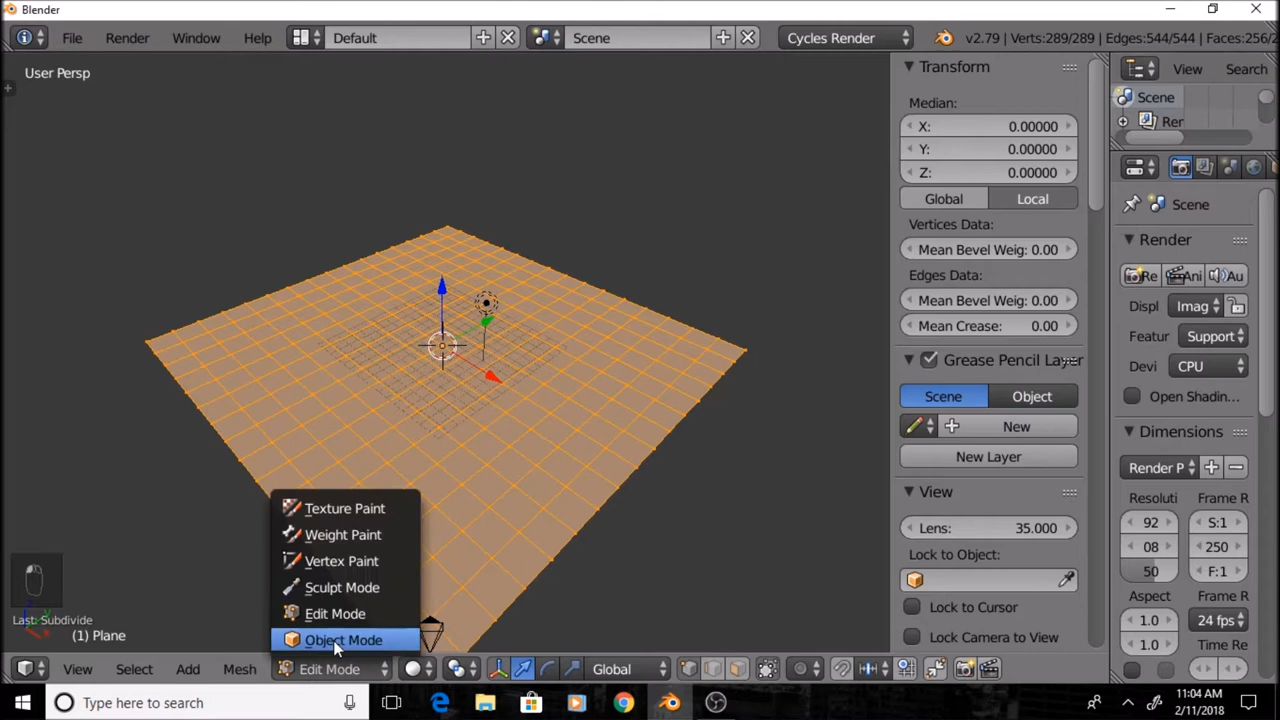 Blender
File Render Window Help Default Scene Cycles Render v2.79 | Verts:289/289 | Edges:544/544 | Faces:256/2
User Persp
Transform
View Search
Scene
Ren
Median:
X: 0.00000
Y: 0.00000
Z: 0.00000
Global Local
Scene
Vertices Data:
Mean Bevel Weig: 0.00
Render
Re Ani Au
Edges Data:
Mean Bevel Weig: 0.00
Displ Imag
Mean Crease: 0.00
Featur Support
Grease Pencil Layer
Devi CPU
Scene Object
Open Shadin...
New
Dimensions
New Layer
Render P
View
Resoluti Frame R
Lens: 35.000
92 S:1
Lock to Object:
08 250
50 F:1
Lock to Cursor
Aspect Frame R
Lock Camera to View
1.0 24 fps
1.0 Time Re
Texture Paint
Weight Paint
Vertex Paint
Sculpt Mode
Edit Mode
Object Mode
Last: Subdivide
(1) Plane
View Select Add Mesh Edit Mode Global
Type here to search
11:04 AM
2/11/2018